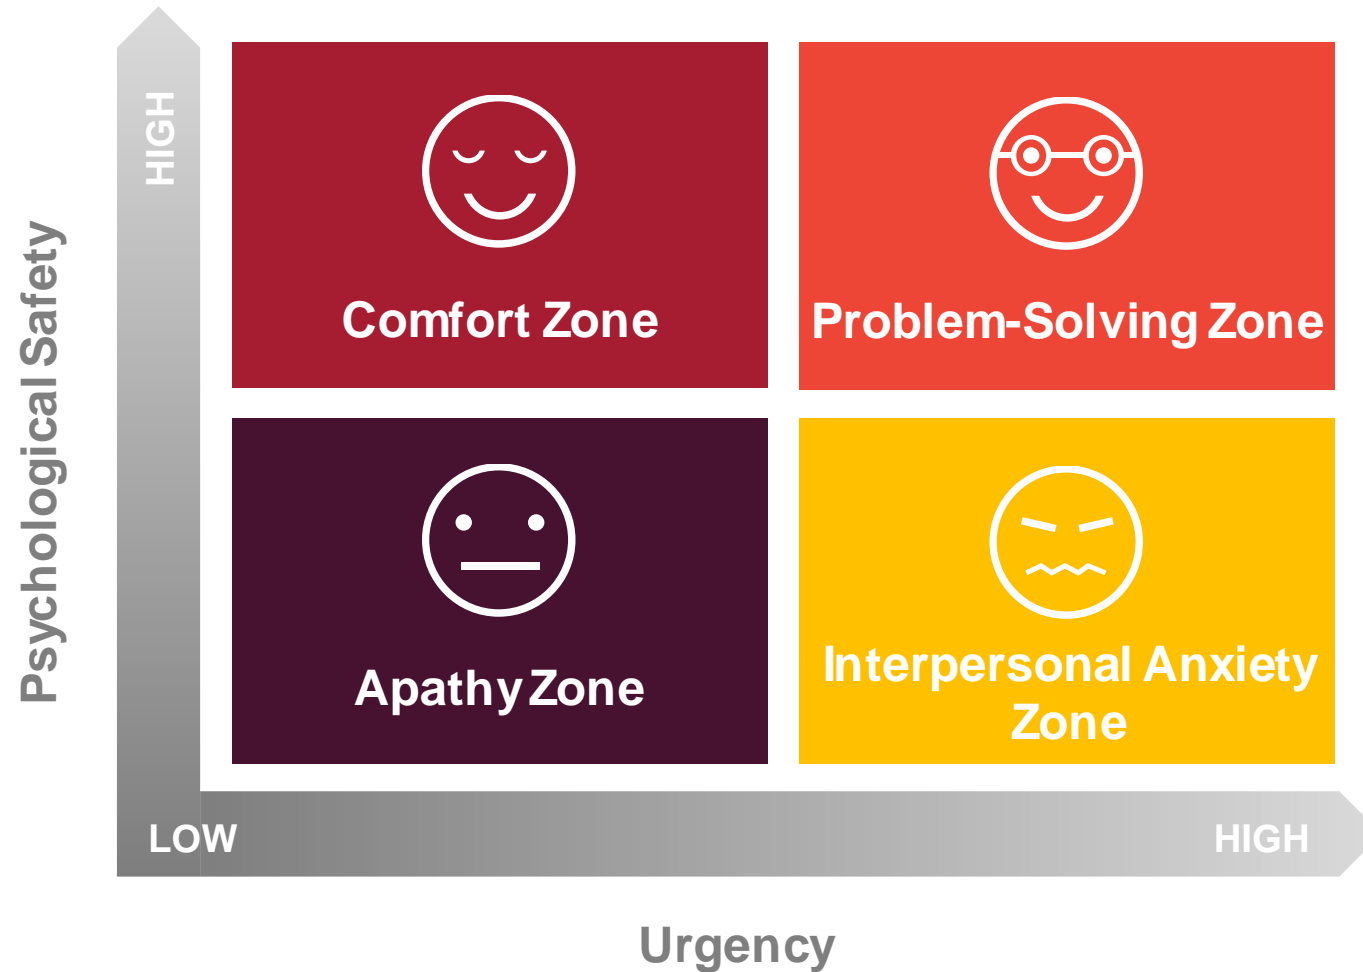 HIGH
Psychological Safety
Comfort Zone
Problem-Solving Zone
Apathy Zone
Interpersonal Anxiety
Zone
LOW
HIGH
Urgency